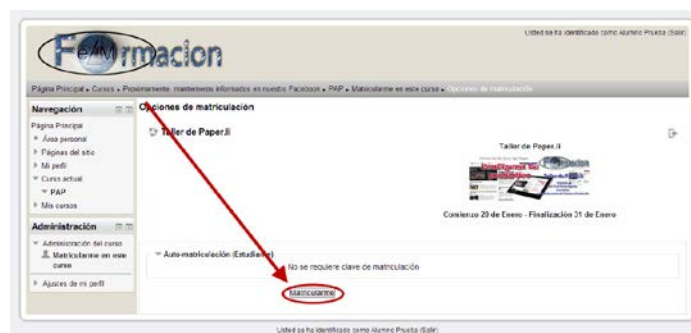 Usted se ha identificado como Alumno Prueba (Salir)
Fe/Mrmacion
Página Principal Cursos Proximamente, mantenemos informados en nuestro Facebook PAP Matricularme en este curso Opciones de matriculación
Navegación
Página Principal
Área personal
Páginas del sitio
Mi perfil
Curso actual
PAP
Mis cursos
Administración
Administración del curso
Matricularme en este
curso
Ajustes de mi perfil
Opciones de matriculación
Taller de Paper.li
Taller de Paper.li
Comienzo 20 de Enero - Finalización 31 de Enero
Auto-matriculación (Estudiante)
No se requiere clave de matriculación
Matricularme
Usted se ha identificado como Alumno Prueba (Salir)